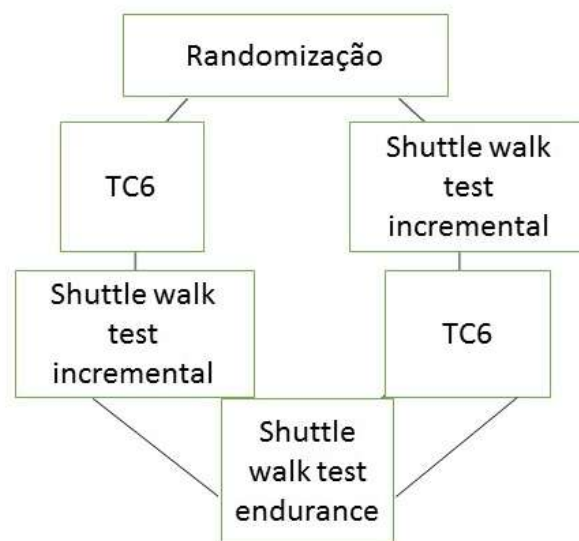 Randomização
TC6
Shuttle walk
test
incremental
Shuttle walk
test
incremental
TC6
Shuttle
walk test
endurance